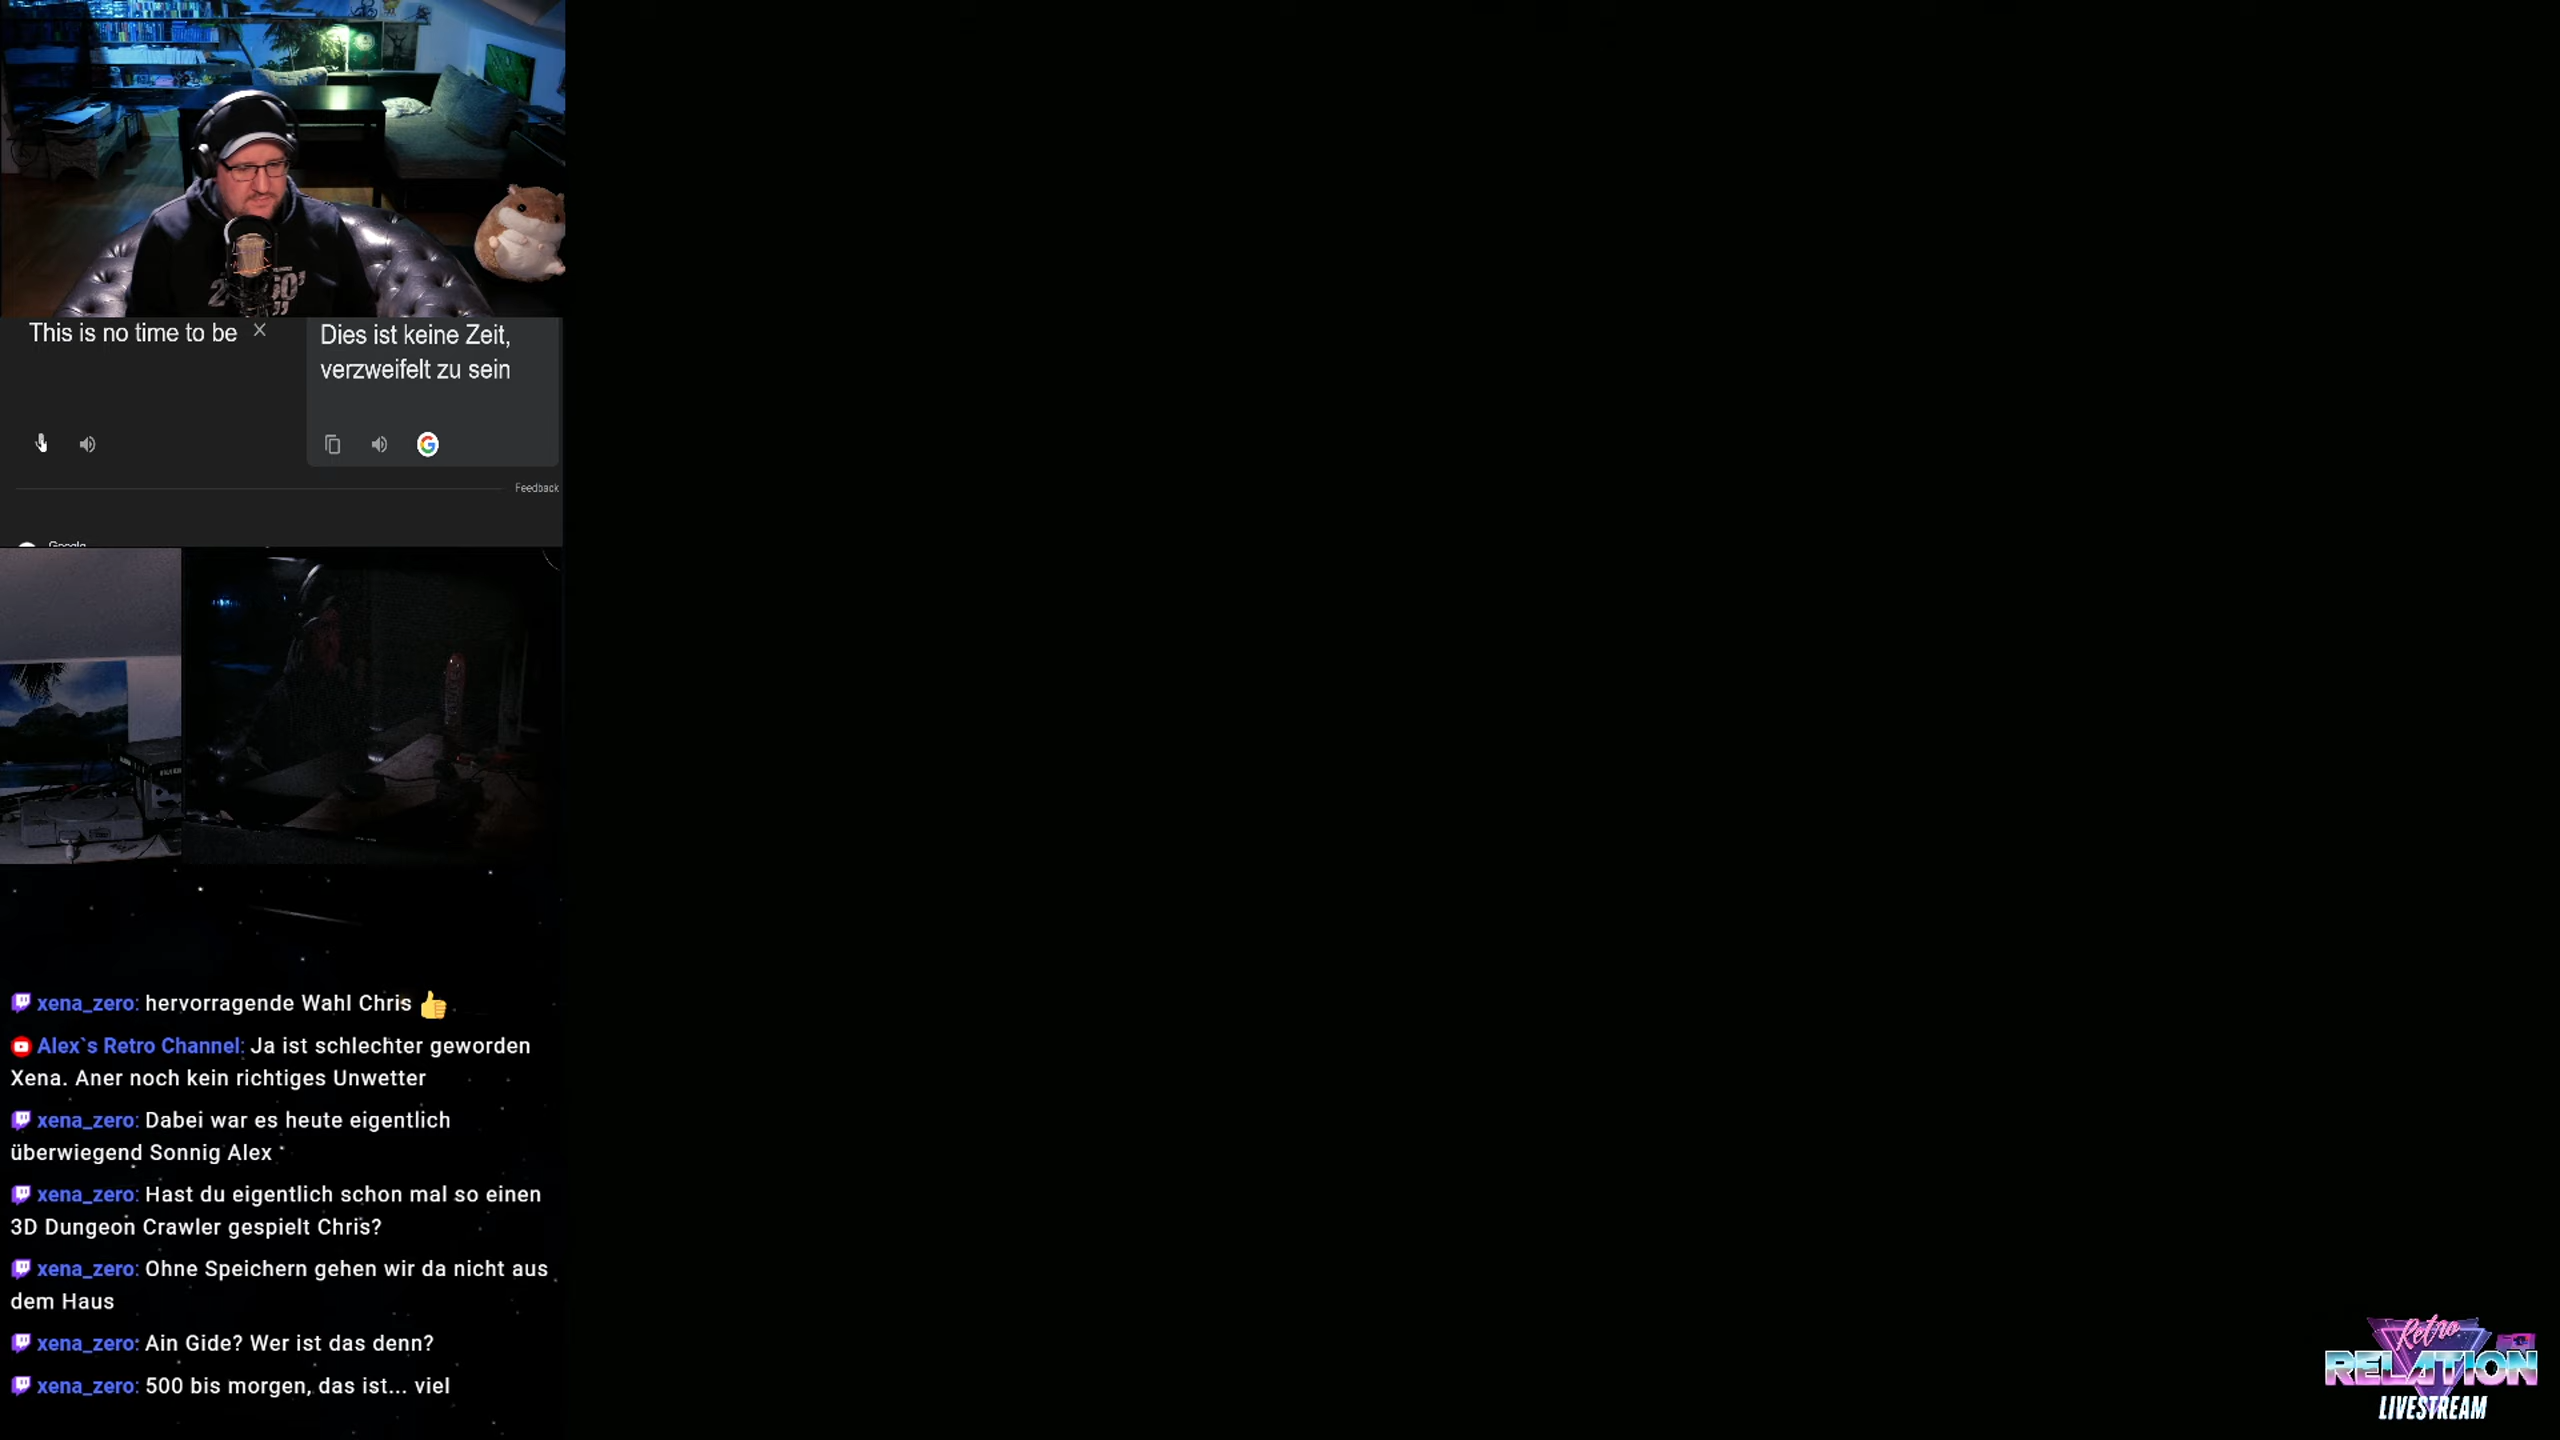 This is no time to be
Dies ist keine Zeit,
verzweifelt zu sein
Feedback
Google
xena_zero: hervorragende Wahl Chris 👍
Alex`s Retro Channel: Ja ist schlechter geworden
Xena. Aner noch kein richtiges Unwetter
xena_zero: Dabei war es heute eigentlich
überwiegend Sonnig Alex
xena_zero: Hast du eigentlich schon mal so einen
3D Dungeon Crawler gespielt Chris?
xena_zero: Ohne Speichern gehen wir da nicht aus
dem Haus
xena_zero: Ain Gide? Wer ist das denn?
xena_zero: 500 bis morgen, das ist... viel
Retro
RELATION
LIVESTREAM